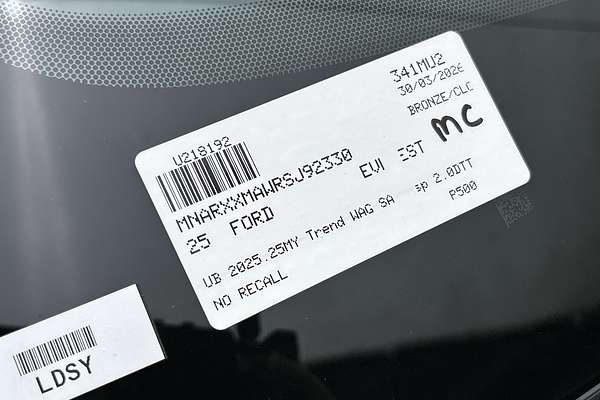 341MU2
30/03/2026
BRONZE/CLC
MC
U218192
MNARXXMAWRSJ92330
25 FORD
EVI EST
UB 2025.25MY Trend WAG SA 2.0DTT
P500
NO RECALL
LDSY